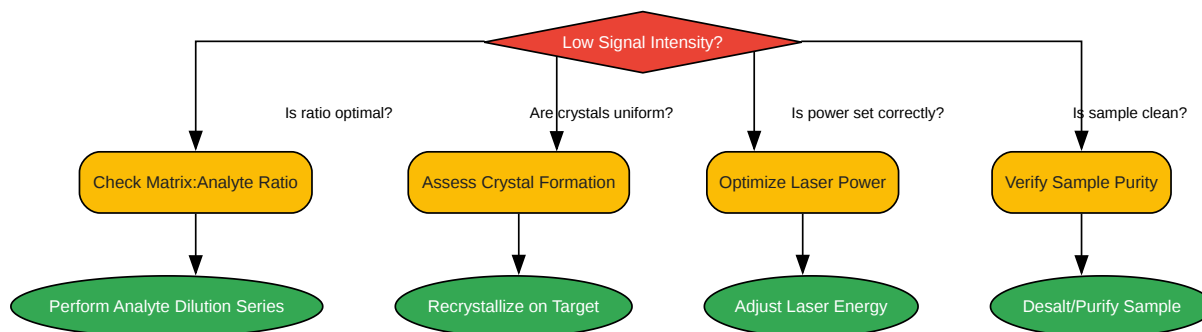 Low Signal Intensity?
Is ratio optimal?
Are crystals uniform?
Is power set correctly?
Is sample clean?
Check Matrix:Analyte Ratio
Assess Crystal Formation
Optimize Laser Power
Verify Sample Purity
Perform Analyte Dilution Series
Recrystallize on Target
Adjust Laser Energy
Desalt/Purify Sample